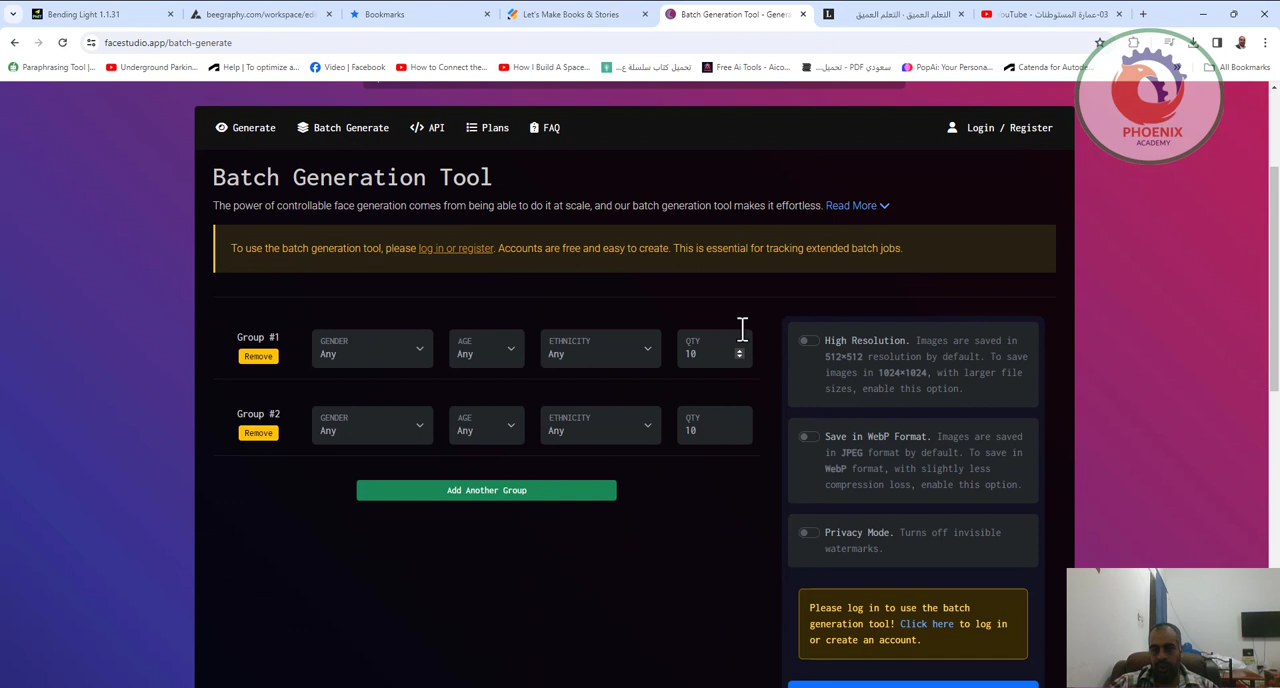 Bending Light 1.1.31
beegraphy.com/workspace/edi
Bookmarks
Let's Make Books & Stories
Batch Generation Tool - Gener
التعلم العميق - التعلم العميق
03-عمارة المستوطنات - YouTube
facestudio.app/batch-generate
Paraphrasing Tool |...
Underground Parkin...
Help | To optimize a...
Video | Facebook
Home
How I Build A Space...
تحميل كتاب سلسلة ع...
Free Ai Tools - Aico...
سعودي PDF - تحميل...
PopAi: Your Persona...
Catenda for Autode...
All Bookmarks
PHOENIX
ACADEMY
Generate
Batch Generate
API
Plans
FAQ
Login / Register
Batch Generation Tool
The power of controllable face generation comes from being able to do it at scale, and our batch generation tool makes it effortless. Read More
To use the batch generation tool, please log in or register. Accounts are free and easy to create. This is essential for tracking extended batch jobs.
Group #1
Remove
GENDER
Any
AGE
Any
ETHNICITY
Any
QTY
10
Group #2
Remove
GENDER
Any
AGE
Any
ETHNICITY
Any
QTY
10
Add Another Group
High Resolution. Images are saved in
512×512 resolution by default. To save
images in 1024×1024, with larger file
sizes, enable this option.
Save in WebP Format. Images are saved
in JPEG format by default. To save in
WebP format, with slightly less
compression loss, enable this option.
Privacy Mode. Turns off invisible
watermarks.
Please log in to use the batch
generation tool! Click here to log in
or create an account.